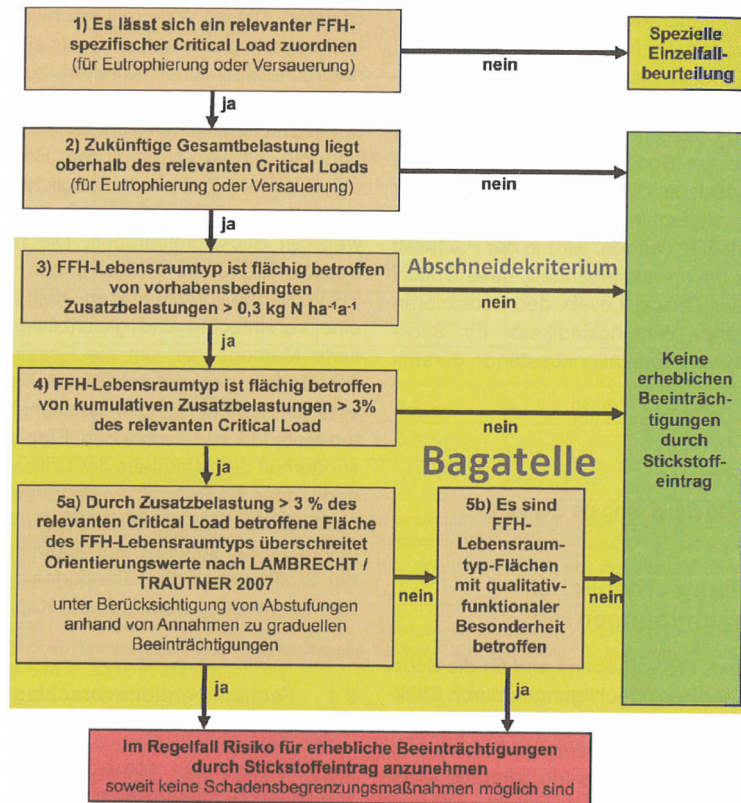 1) Es lässt sich ein relevanter FFH-
spezifischer Critical Load zuordnen
(für Eutrophierung oder Versauerung)
nein
Spezielle
Einzelfall-
beurteilung
ja
2) Zukünftige Gesamtbelastung liegt
oberhalb des relevanten Critical Loads
(für Eutrophierung oder Versauerung)
nein
ja
3) FFH-Lebensraumtyp ist flächig betroffen
von vorhabensbedingten
Zusatzbelastungen > 0,3 kg N ha⁻¹a⁻¹
Abschneidekriterium
nein
ja
4) FFH-Lebensraumtyp ist flächig betroffen
von kumulativen Zusatzbelastungen > 3%
des relevanten Critical Load
nein
Keine
erheblichen
Beeinträch-
tigungen
durch
Stickstoff-
eintrag
ja
Bagatelle
5a) Durch Zusatzbelastung > 3 % des
relevanten Critical Load betroffene Fläche
des FFH-Lebensraumtyps überschreitet
Orientierungswerte nach LAMBRECHT /
TRAUTNER 2007
unter Berücksichtigung von Abstufungen
anhand von Annahmen zu graduellen
Beeinträchtigungen
nein
5b) Es sind
FFH-
Lebensraum-
typ-Flächen
mit qualitativ-
funktionaler
Besonderheit
betroffen
nein
ja
ja
Im Regelfall Risiko für erhebliche Beeinträchtigungen
durch Stickstoffeintrag anzunehmen
soweit keine Schadensbegrenzungsmaßnahmen möglich sind